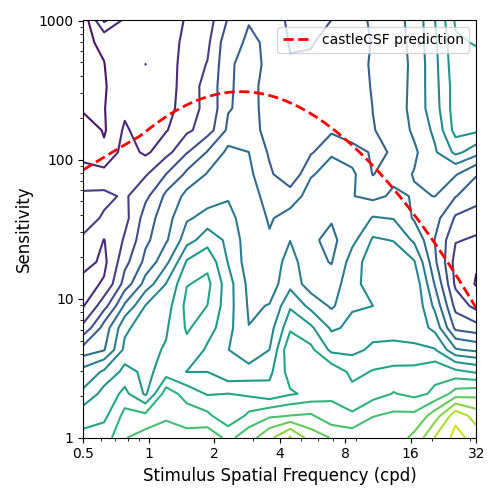 castleCSF prediction
1000
100
10
1
Sensitivity
0.5 1 2 4 8 16 32
Stimulus Spatial Frequency (cpd)